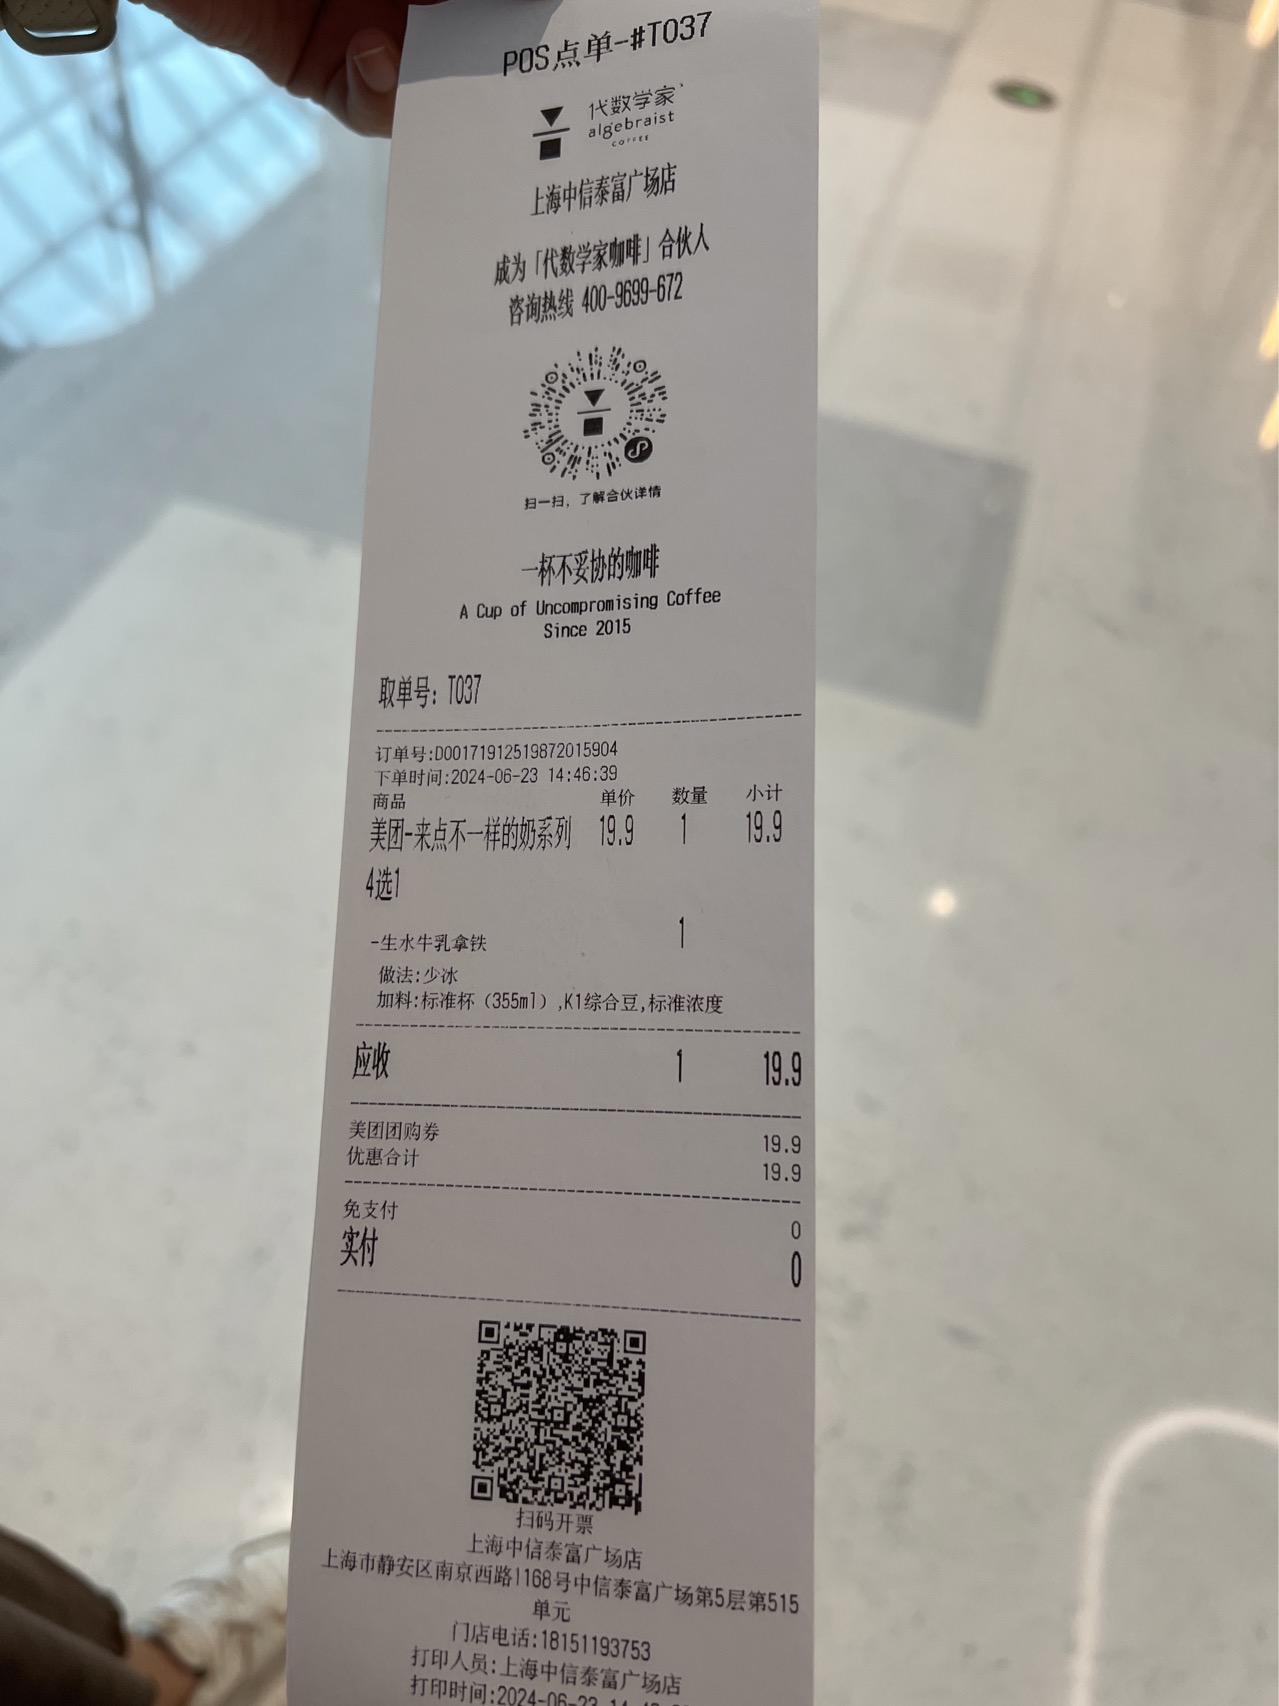 POS点单-#T037
代数学家
algebraist
COFFEE
上海中信泰富广场店
成为「代数学家咖啡」合伙人
咨询热线 400-9699-672
扫一扫，了解合伙详情
一杯不妥协的咖啡
A Cup of Uncompromising Coffee
Since 2015
取单号: T037
订单号:D00171912519872015904
下单时间:2024-06-23 14:46:39
商品 单价 数量 小计
美团-来点不一样的奶系列 19.9 1 19.9
4选1
-生水牛乳拿铁 1
做法:少冰
加料:标准杯（355ml）,K1综合豆,标准浓度
应收 1 19.9
美团团购券 19.9
优惠合计 19.9
免支付 0
实付 0
扫码开票
上海中信泰富广场店
上海市静安区南京西路1168号中信泰富广场第5层第515
单元
门店电话:18151193753
打印人员:上海中信泰富广场店
打印时间:2024-06-23